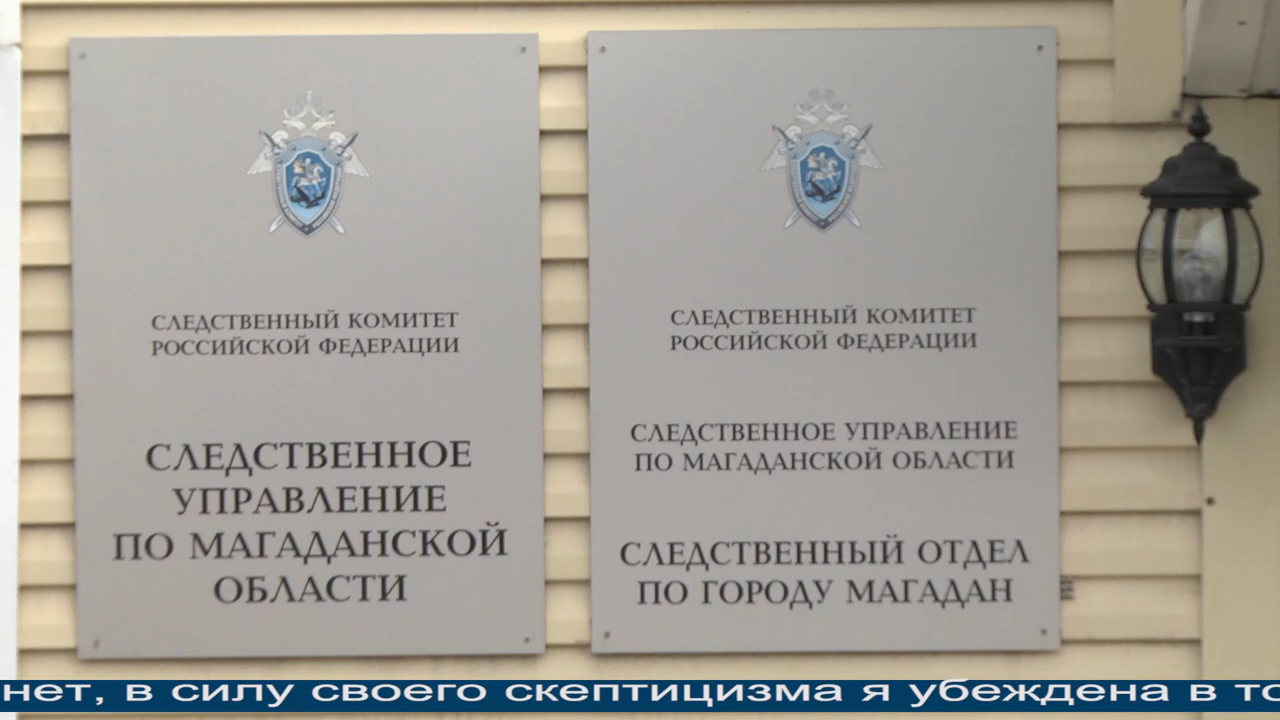 СЛЕДСТВЕННЫЙ КОМИТЕТ
РОССИЙСКОЙ ФЕДЕРАЦИИ
СЛЕДСТВЕННОЕ
УПРАВЛЕНИЕ
ПО МАГАДАНСКОЙ
ОБЛАСТИ
СЛЕДСТВЕННЫЙ КОМИТЕТ
РОССИЙСКОЙ ФЕДЕРАЦИИ
СЛЕДСТВЕННОЕ УПРАВЛЕНИЕ
ПО МАГАДАНСКОЙ ОБЛАСТИ
СЛЕДСТВЕННЫЙ ОТДЕЛ
ПО ГОРОДУ МАГАДАН
нет, в силу своего скептицизма я убеждена в то